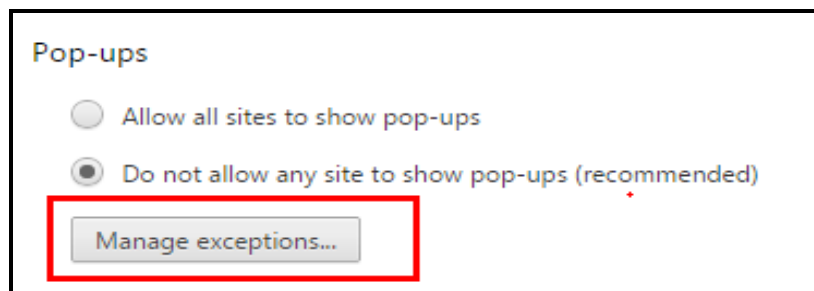 Pop-ups
Allow all sites to show pop-ups
Do not allow any site to show pop-ups (recommended)
Manage exceptions...